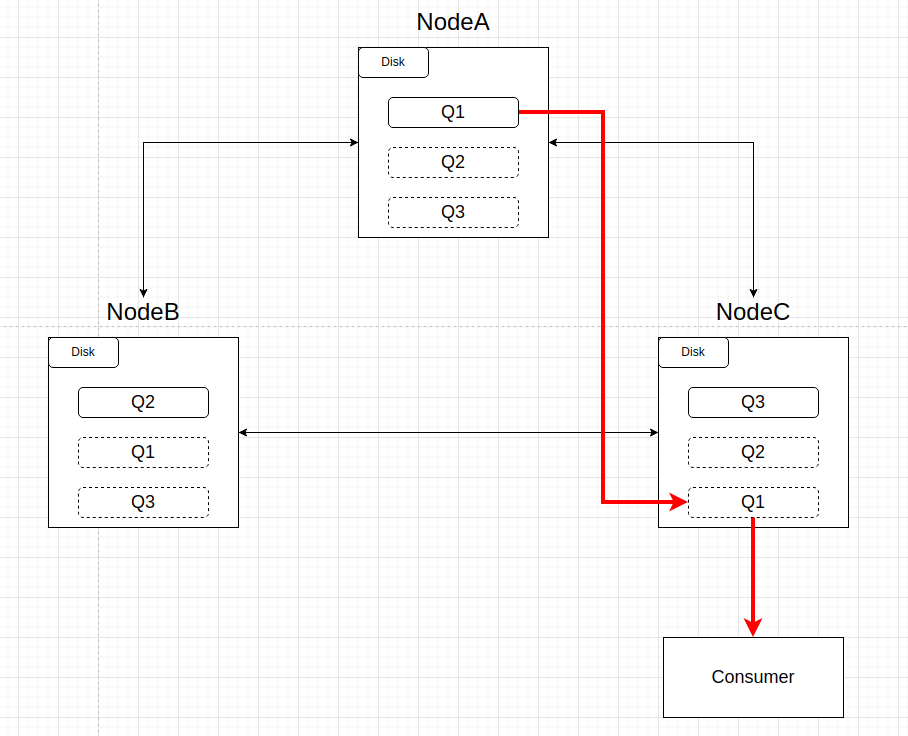 NodeA
Disk
Q1
Q2
Q3
NodeB
Disk
Q2
Q1
Q3
NodeC
Disk
Q3
Q2
Q1
Consumer